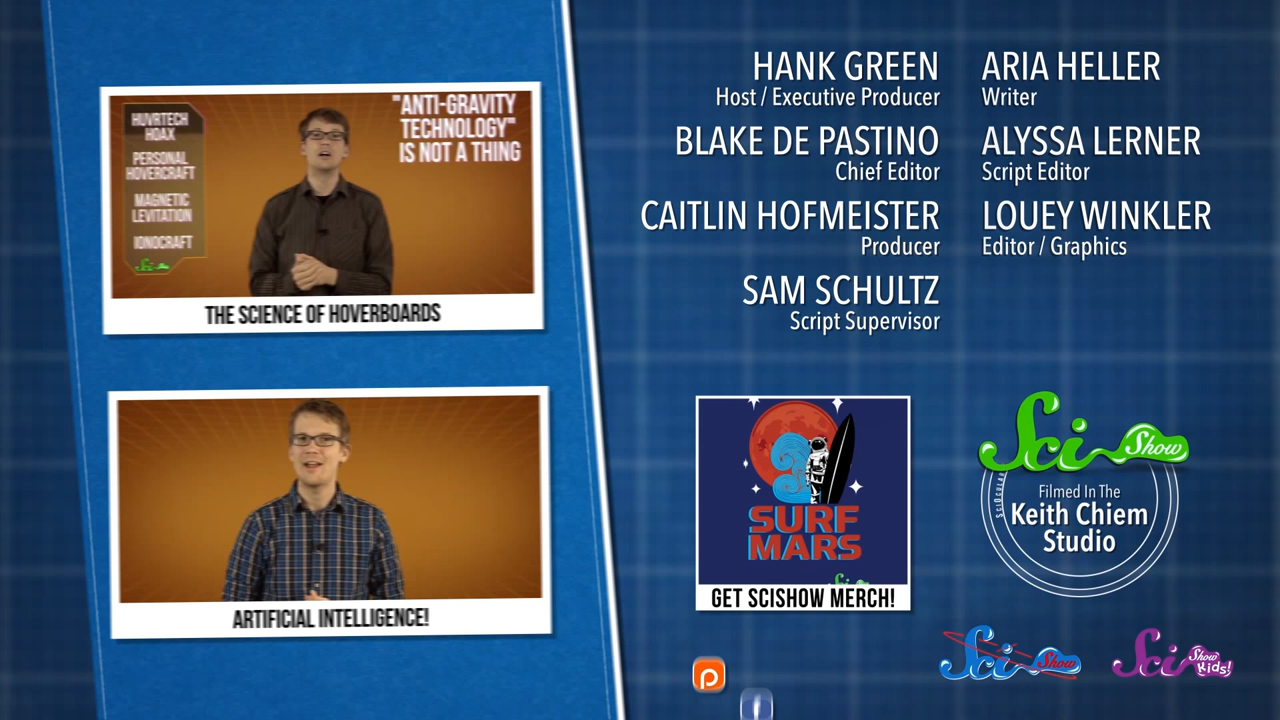 HUVRTECH
HOAX
PERSONAL
HOVERCRAFT
MAGNETIC
LEVITATION
IONOCRAFT
"ANTI-GRAVITY
TECHNOLOGY"
IS NOT A THING
THE SCIENCE OF HOVERBOARDS
ARTIFICIAL INTELLIGENCE!
HANK GREEN
Host / Executive Producer
BLAKE DE PASTINO
Chief Editor
CAITLIN HOFMEISTER
Producer
SAM SCHULTZ
Script Supervisor
ARIA HELLER
Writer
ALYSSA LERNER
Script Editor
LOUEY WINKLER
Editor / Graphics
SURF
MARS
GET SCISHOW MERCH!
Sci Show
SCIOCULAR
Filmed In The
Keith Chiem
Studio
Sci Show
Sci Show Kids!